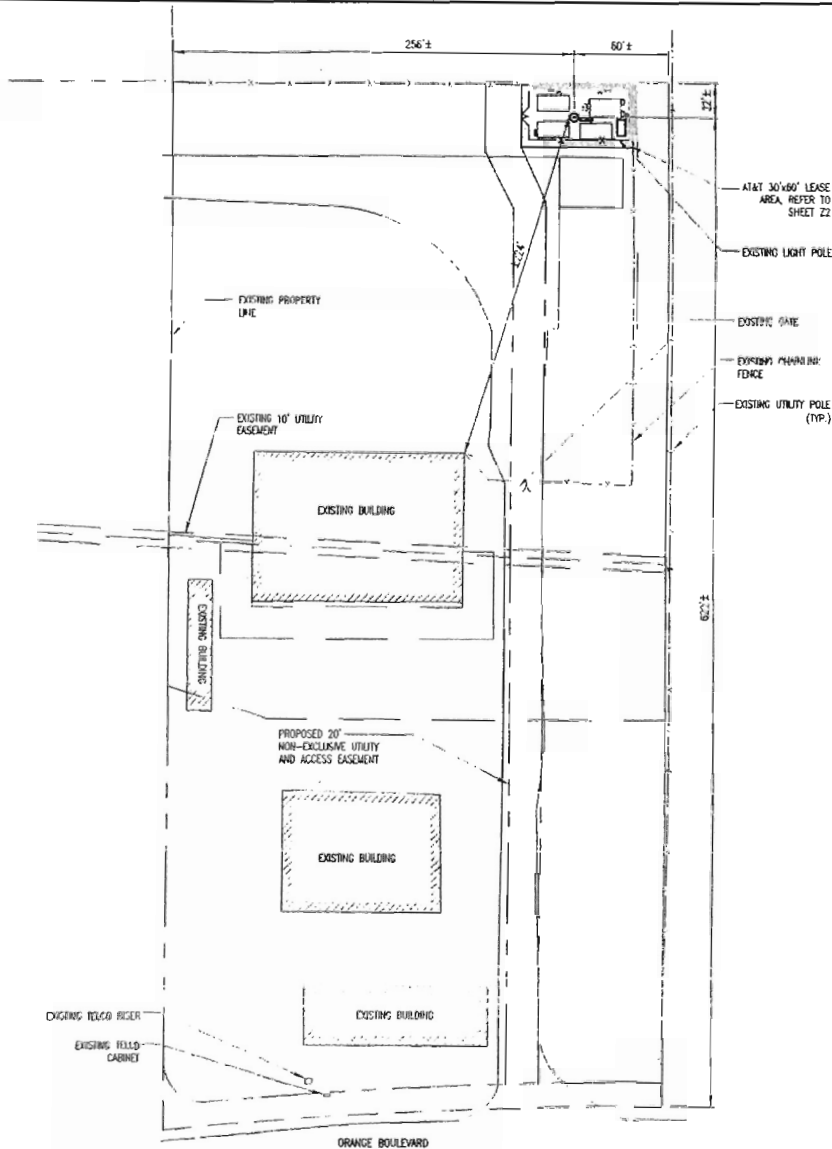 256'±
60'±
22'±
AT&T 30'x60' LEASE
AREA, REFER TO
SHEET Z2
EXISTING LIGHT POLE
EXISTING PROPERTY
LINE
EXISTING GATE
EXISTING CHAINLINK
FENCE
EXISTING UTILITY POLE
(TYP.)
EXISTING 10' UTILITY
EASEMENT
EXISTING BUILDING
EXISTING BUILDING
PROPOSED 20'
NON-EXCLUSIVE UTILITY
AND ACCESS EASEMENT
EXISTING BUILDING
EXISTING BUILDING
EXISTING TELCO RISER
EXISTING TELCO
CABINET
ORANGE BOULEVARD